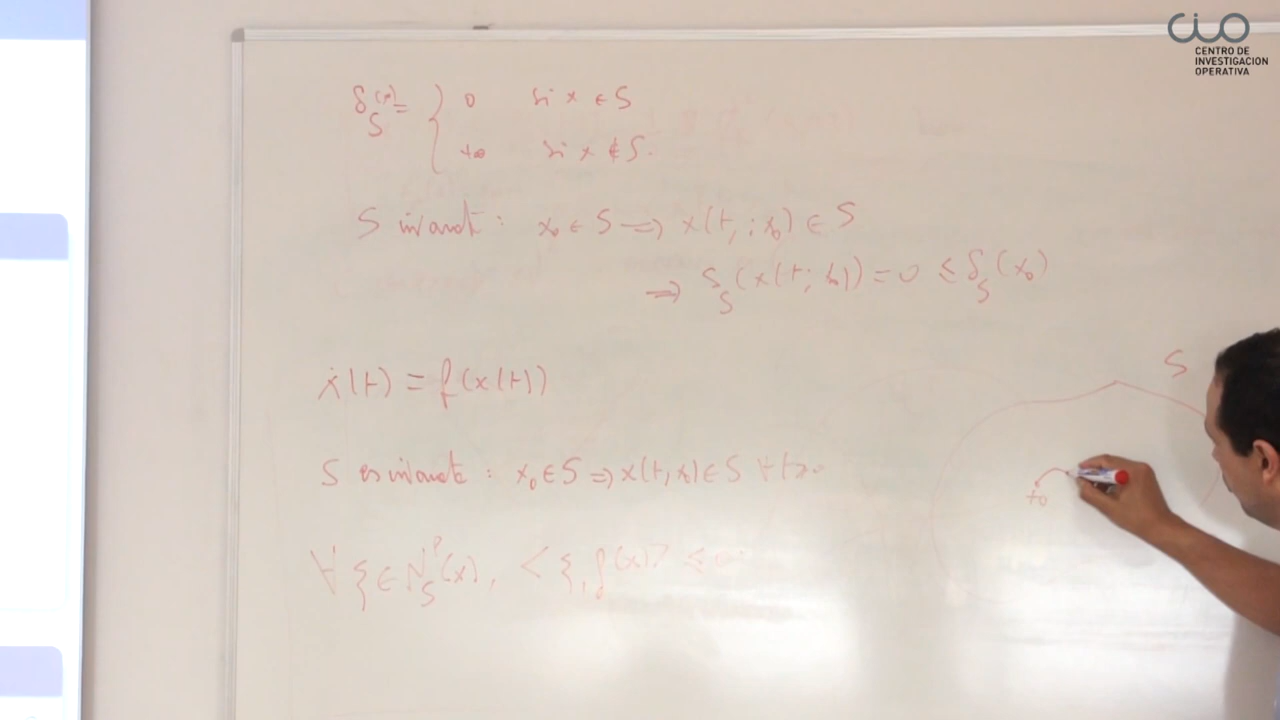 CIO
CENTRO DE
INVESTIGACION
OPERATIVA
δ_S(x) = { 0 si x ∈ S
+∞ si x ∉ S.
S invariante : x₀ ∈ S ⟹ x(t, ; x₀) ∈ S
⟹ δ_S(x(t; x₀)) = 0 ≤ δ_S(x₀)
ẋ(t) = f(x(t))
S
S es invariante : x₀ ∈ S ⟹ x(t, x₀) ∈ S ∀ t ≥ 0
x₀
∀ ξ ∈ N_S^P(x), < ξ, f(x) > ≤ 0